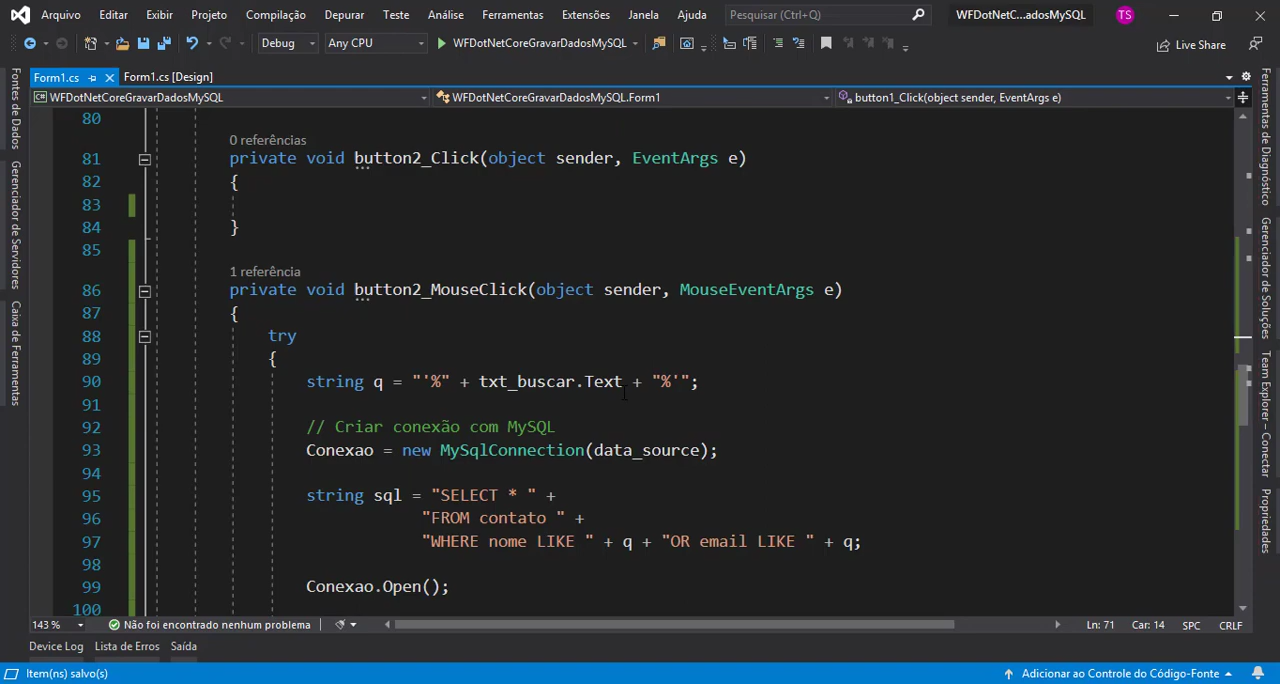 Arquivo Editar Exibir Projeto Compilação Depurar Teste Análise Ferramentas Extensões Janela Ajuda Pesquisar (Ctrl+Q) WFDotNetC...adosMySQL TS
Debug Any CPU WFDotNetCoreGravarDadosMySQL Live Share
Form1.cs Form1.cs [Design]
WFDotNetCoreGravarDadosMySQL WFDotNetCoreGravarDadosMySQL.Form1 button1_Click(object sender, EventArgs e)
80
0 referências
81 private void button2_Click(object sender, EventArgs e)
82 {
83
84 }
85
1 referência
86 private void button2_MouseClick(object sender, MouseEventArgs e)
87 {
88 try
89 {
90 string q = "'%" + txt_buscar.Text + "%'";
91
92 // Criar conexão com MySQL
93 Conexao = new MySqlConnection(data_source);
94
95 string sql = "SELECT * " +
96 "FROM contato " +
97 "WHERE nome LIKE " + q + "OR email LIKE " + q;
98
99 Conexao.Open();
100
143 % Não foi encontrado nenhum problema Ln: 71 Car: 14 SPC CRLF
Device Log Lista de Erros Saída
Item(ns) salvo(s) Adicionar ao Controle do Código-Fonte
Fontes de Dados
Gerenciador de Servidores
Caixa de Ferramentas
Ferramentas de Diagnóstico
Gerenciador de Soluções
Team Explorer – Conectar
Propriedades